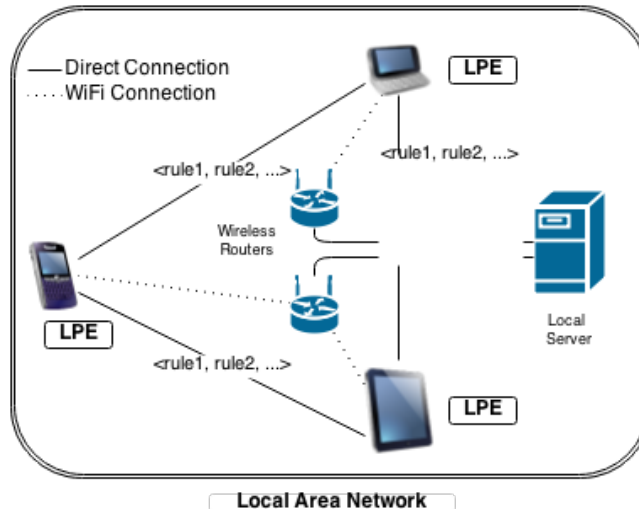 Direct Connection
WiFi Connection
LPE
<rule1, rule2, ...>
<rule1, rule2, ...>
Wireless
Routers
LPE
Local
Server
<rule1, rule2, ...>
LPE
Local Area Network